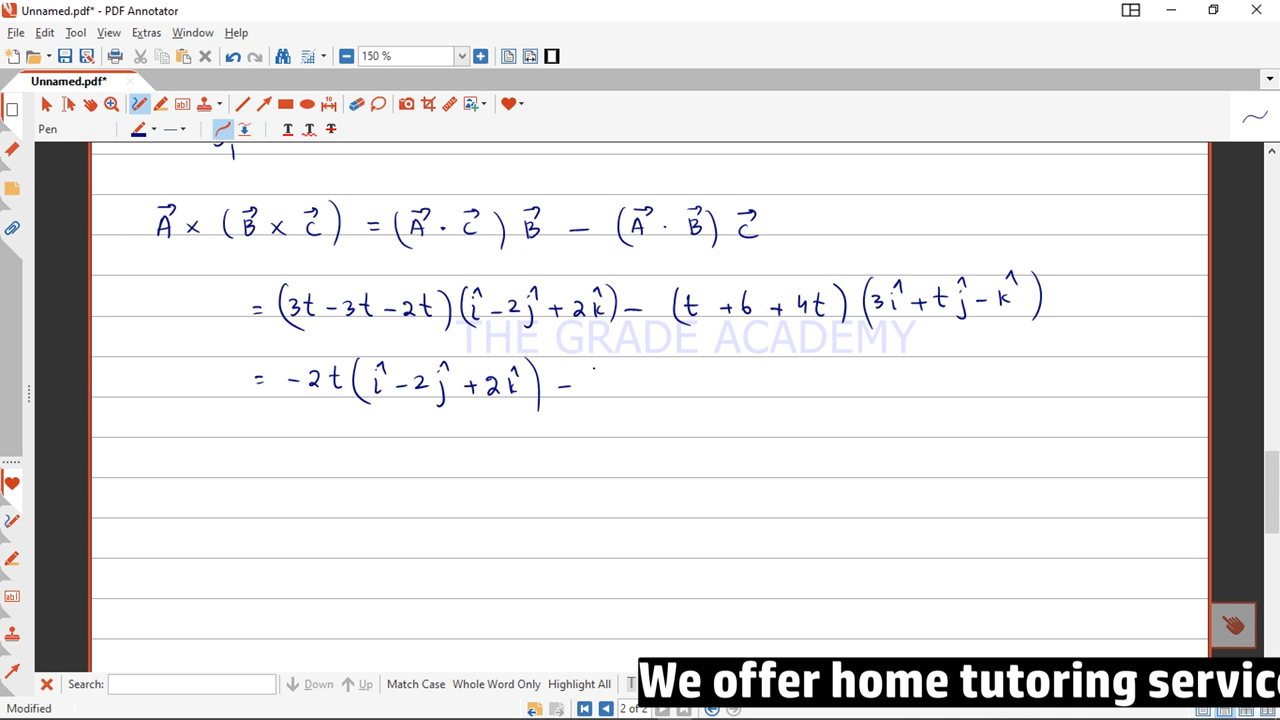 Unnamed.pdf* - PDF Annotator
File Edit Tool View Extras Window Help
150 %
Unnamed.pdf*
Pen
A⃗ × (B⃗ × C⃗) = (A⃗ · C⃗) B⃗ − (A⃗ · B⃗) C⃗
= (3t − 3t − 2t)(î − 2ĵ + 2k̂) − (t + 6 + 4t)(3î + tĵ − k̂)
THE GRADE ACADEMY
= −2t(î − 2ĵ + 2k̂) −
We offer home tutoring service
Search: Down Up Match Case Whole Word Only Highlight All
Modified 2 of 2